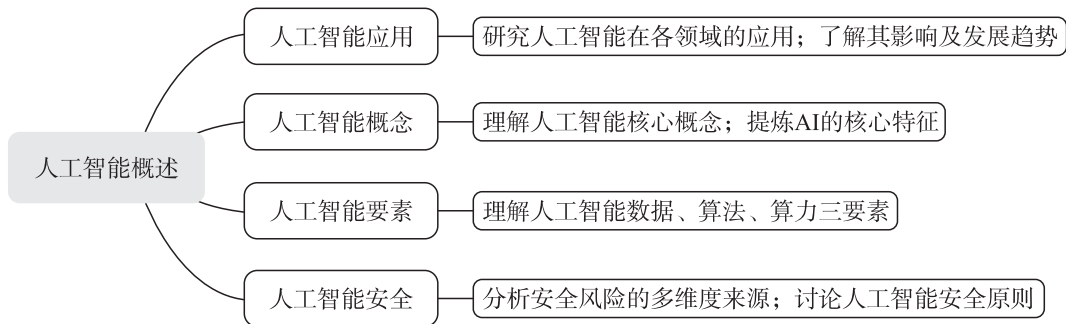 人工智能概述
人工智能应用
研究人工智能在各领域的应用；了解其影响及发展趋势
人工智能概念
理解人工智能核心概念；提炼AI的核心特征
人工智能要素
理解人工智能数据、算法、算力三要素
人工智能安全
分析安全风险的多维度来源；讨论人工智能安全原则